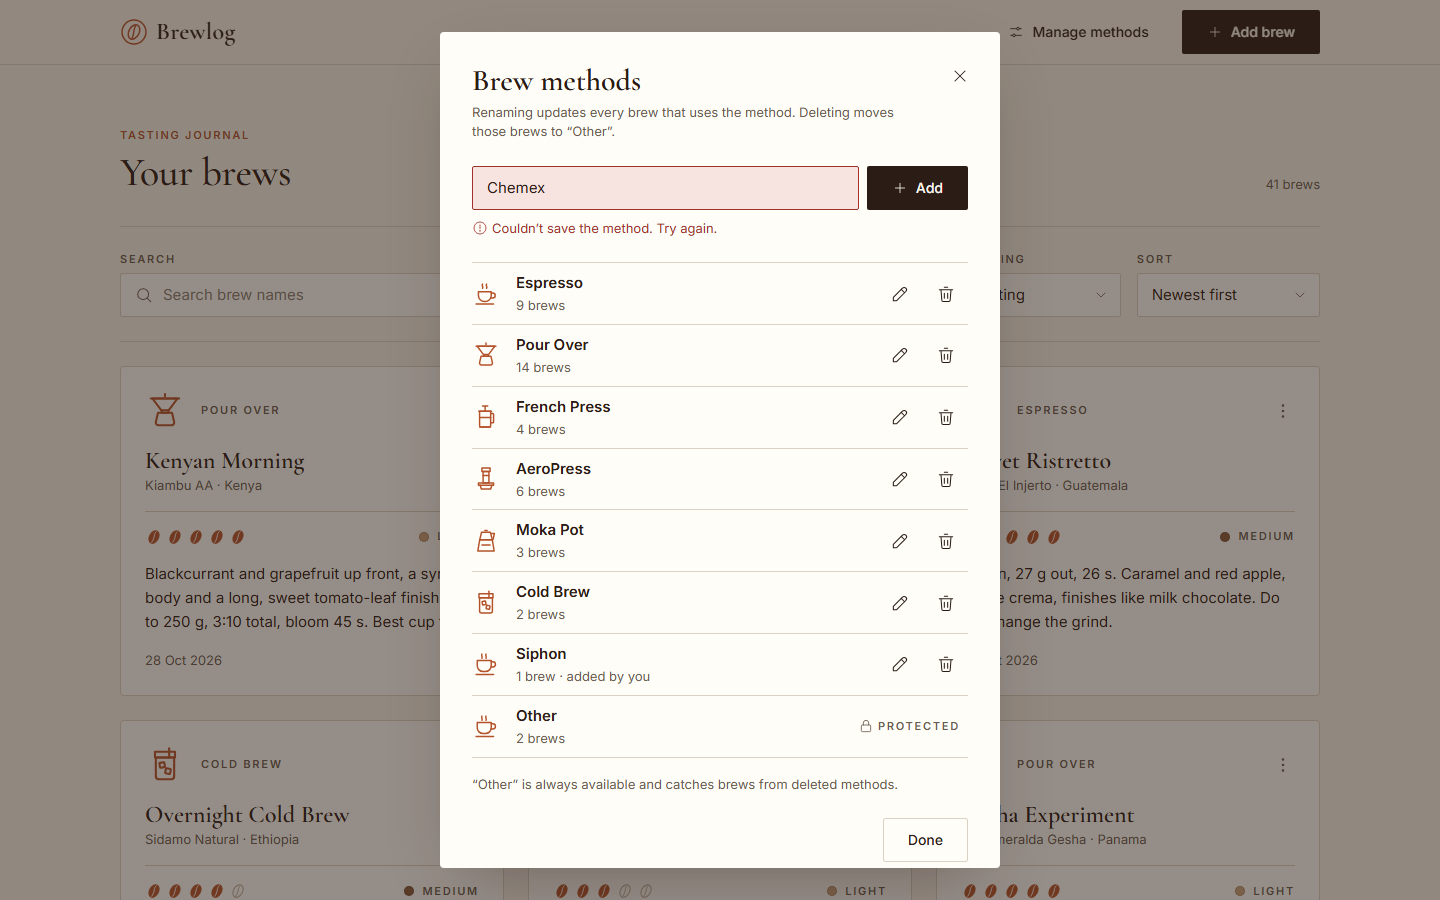 Brewlog
Manage methods
Add brew
TASTING JOURNAL
Your brews
41 brews
SEARCH
SORT
Search brew names
Newest first
Brew methods
Renaming updates every brew that uses the method. Deleting moves
those brews to “Other”.
Chemex
Add
Couldn’t save the method. Try again.
Espresso
9 brews
Pour Over
14 brews
French Press
4 brews
AeroPress
6 brews
Moka Pot
3 brews
Cold Brew
2 brews
Siphon
1 brew · added by you
Other
2 brews
PROTECTED
“Other” is always available and catches brews from deleted methods.
Done
POUR OVER
Kenyan Morning
Kiambu AA · Kenya
Blackcurrant and grapefruit up front, a
body and a long, sweet tomato-leaf finish
to 250 g, 3:10 total, bloom 45 s. Best cup
28 Oct 2026
ESPRESSO
Ristretto
El Injerto · Guatemala
MEDIUM
27 g out, 26 s. Caramel and red apple,
crema, finishes like milk chocolate. Do
the grind.
2026
COLD BREW
Overnight Cold Brew
Sidamo Natural · Ethiopia
MEDIUM
LIGHT
POUR OVER
Experiment
Gesha · Panama
LIGHT